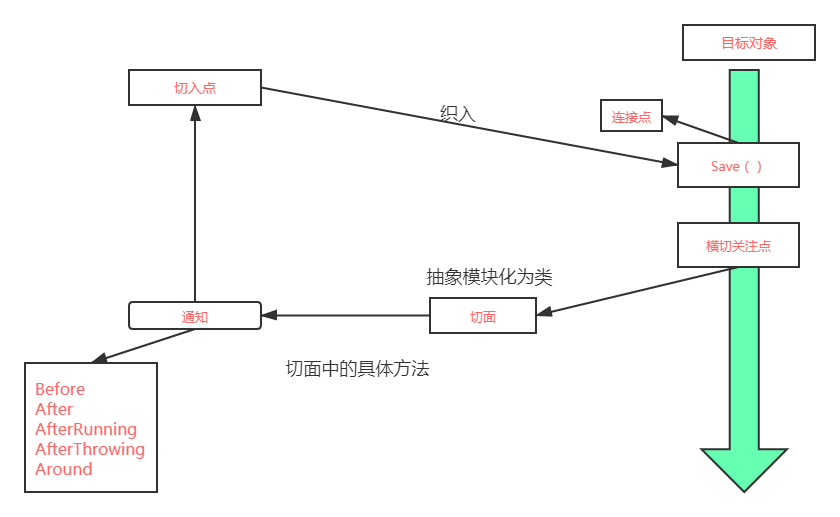 目标对象
切入点
织入
连接点
Save（ ）
横切关注点
抽象模块化为类
通知
切面
切面中的具体方法
Before
After
AfterRunning
AfterThrowing
Around